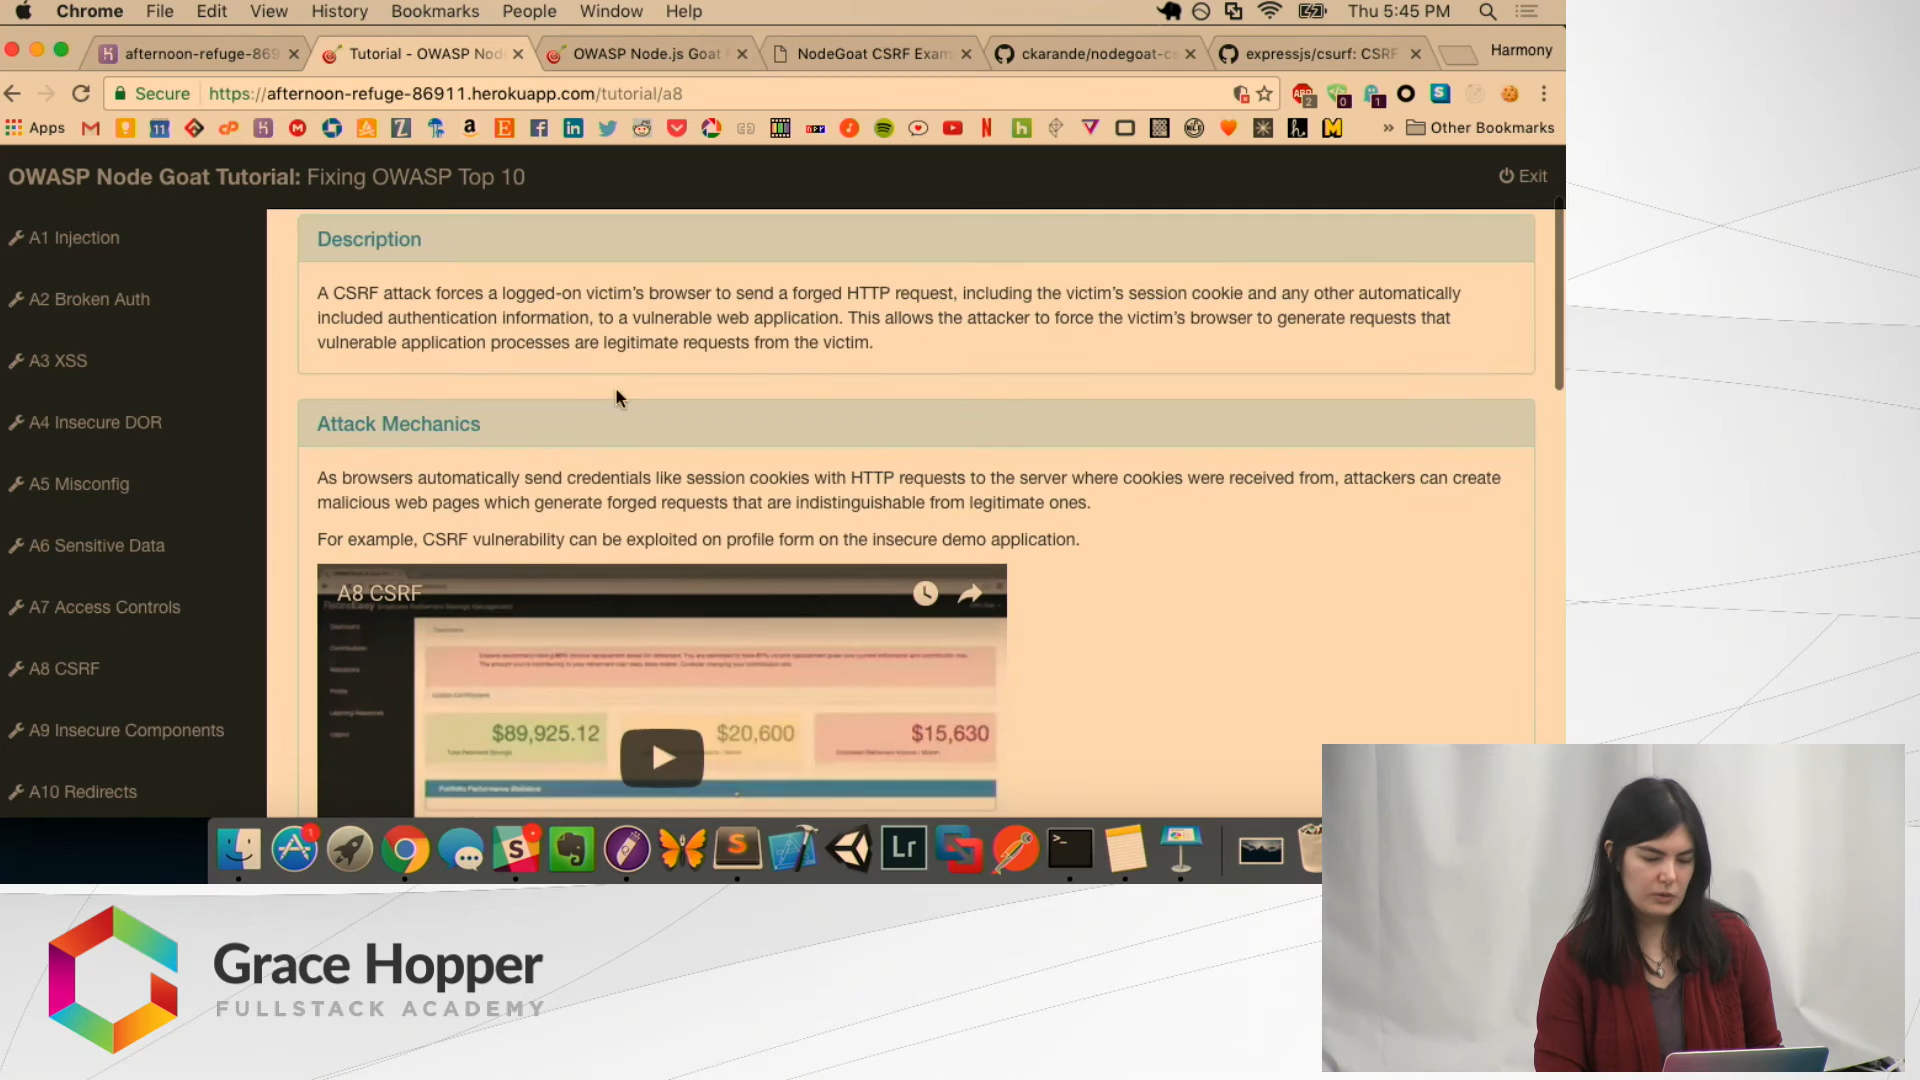 Chrome File Edit View History Bookmarks People Window Help Thu 5:45 PM
afternoon-refuge-869 Tutorial - OWASP Nod OWASP Node.js Goat NodeGoat CSRF Exam ckarande/nodegoat-cs expressjs/csurf: CSRF Harmony
Secure https://afternoon-refuge-86911.herokuapp.com/tutorial/a8
Apps Other Bookmarks
OWASP Node Goat Tutorial: Fixing OWASP Top 10
Exit
A1 Injection
A2 Broken Auth
A3 XSS
A4 Insecure DOR
A5 Misconfig
A6 Sensitive Data
A7 Access Controls
A8 CSRF
A9 Insecure Components
A10 Redirects
Description
A CSRF attack forces a logged-on victim's browser to send a forged HTTP request, including the victim's session cookie and any other automatically
included authentication information, to a vulnerable web application. This allows the attacker to force the victim's browser to generate requests that
vulnerable application processes are legitimate requests from the victim.
Attack Mechanics
As browsers automatically send credentials like session cookies with HTTP requests to the server where cookies were received from, attackers can create
malicious web pages which generate forged requests that are indistinguishable from legitimate ones.
For example, CSRF vulnerability can be exploited on profile form on the insecure demo application.
A8 CSRF
$89,925.12 $20,600 $15,630
Portfolio Performance Statistics
Lr
Grace Hopper
FULLSTACK ACADEMY